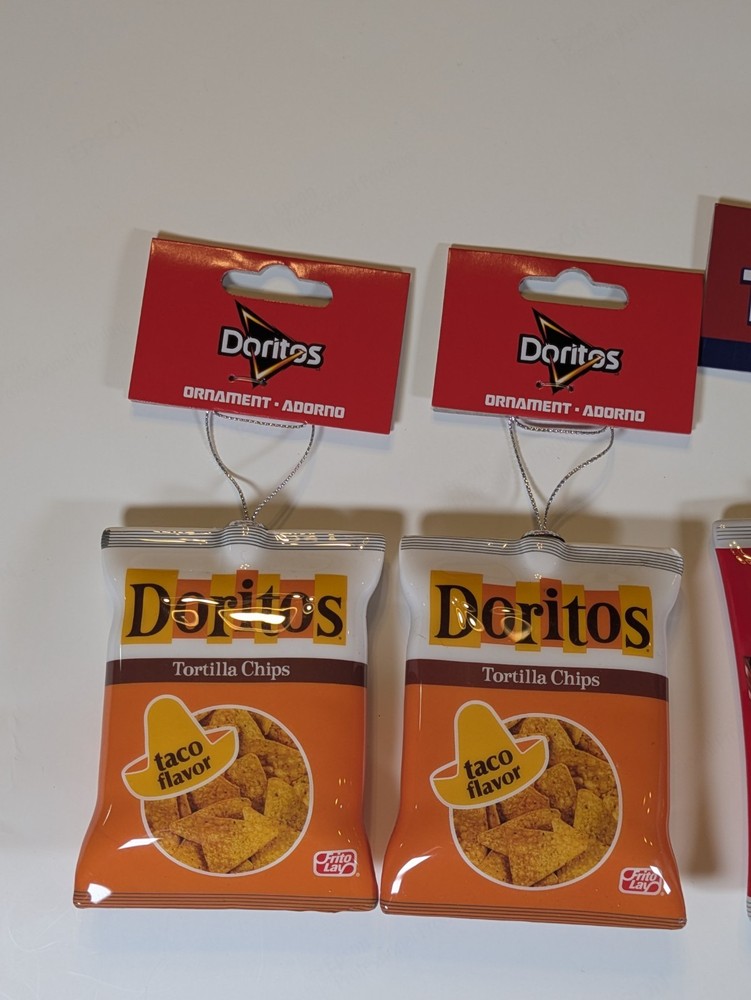 Doritos
ORNAMENT • ADORNO
Doritos
Tortilla Chips
taco
flavor
Frito
Lay
Doritos
ORNAMENT • ADORNO
Doritos
Tortilla Chips
taco
flavor
Frito
Lay